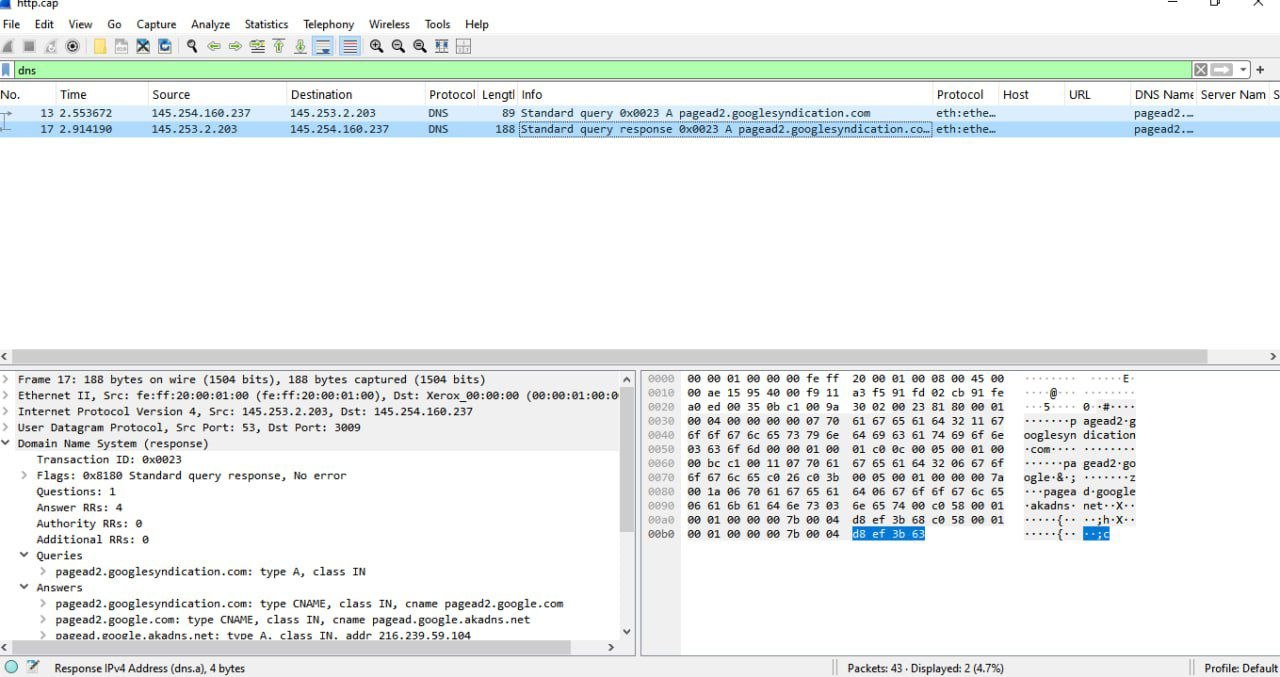 http.cap
File Edit View Go Capture Analyze Statistics Telephony Wireless Tools Help
dns
No. Time Source Destination Protocol Lengtl Info Protocol Host URL DNS Name Server Nam S
13 2.553672 145.254.160.237 145.253.2.203 DNS 89 Standard query 0x0023 A pagead2.googlesyndication.com eth:ethe… pagead2.…
17 2.914190 145.253.2.203 145.254.160.237 DNS 188 Standard query response 0x0023 A pagead2.googlesyndication.co… eth:ethe… pagead2.…
Frame 17: 188 bytes on wire (1504 bits), 188 bytes captured (1504 bits)
Ethernet II, Src: fe:ff:20:00:01:00 (fe:ff:20:00:01:00), Dst: Xerox_00:00:00 (00:00:01:00:0
Internet Protocol Version 4, Src: 145.253.2.203, Dst: 145.254.160.237
User Datagram Protocol, Src Port: 53, Dst Port: 3009
Domain Name System (response)
Transaction ID: 0x0023
Flags: 0x8180 Standard query response, No error
Questions: 1
Answer RRs: 4
Authority RRs: 0
Additional RRs: 0
Queries
pagead2.googlesyndication.com: type A, class IN
Answers
pagead2.googlesyndication.com: type CNAME, class IN, cname pagead2.google.com
pagead2.google.com: type CNAME, class IN, cname pagead.google.akadns.net
pagead.google.akadns.net: type A, class IN, addr 216.239.59.104
0000 00 00 01 00 00 00 fe ff 20 00 01 00 08 00 45 00 ········ ·····E·
0010 00 ae 15 95 40 00 f9 11 a3 f5 91 fd 02 cb 91 fe ····@··· ········
0020 a0 ed 00 35 0b c1 00 9a 30 02 00 23 81 80 00 01 ···5···· 0··#····
0030 00 04 00 00 00 00 07 70 61 67 65 61 64 32 11 67 ·······p agead2·g
0040 6f 6f 67 6c 65 73 79 6e 64 69 63 61 74 69 6f 6e ooglesyn dication
0050 03 63 6f 6d 00 00 01 00 01 c0 0c 00 05 00 01 00 ·com···· ········
0060 00 bc c1 00 11 07 70 61 67 65 61 64 32 06 67 6f ······pa gead2·go
0070 6f 67 6c 65 c0 26 c0 3b 00 05 00 01 00 00 00 7a ogle·&·; ·······z
0080 00 1a 06 70 61 67 65 61 64 06 67 6f 6f 67 6c 65 ···pagea d·google
0090 06 61 6b 61 64 6e 73 03 6e 65 74 00 c0 58 00 01 ·akadns· net··X··
00a0 00 01 00 00 00 7b 00 04 d8 ef 3b 68 c0 58 00 01 ·····{·· ··;h·X··
00b0 00 01 00 00 00 7b 00 04 d8 ef 3b 63 ·····{·· ··;c
Response IPv4 Address (dns.a), 4 bytes
Packets: 43 · Displayed: 2 (4.7%)
Profile: Default